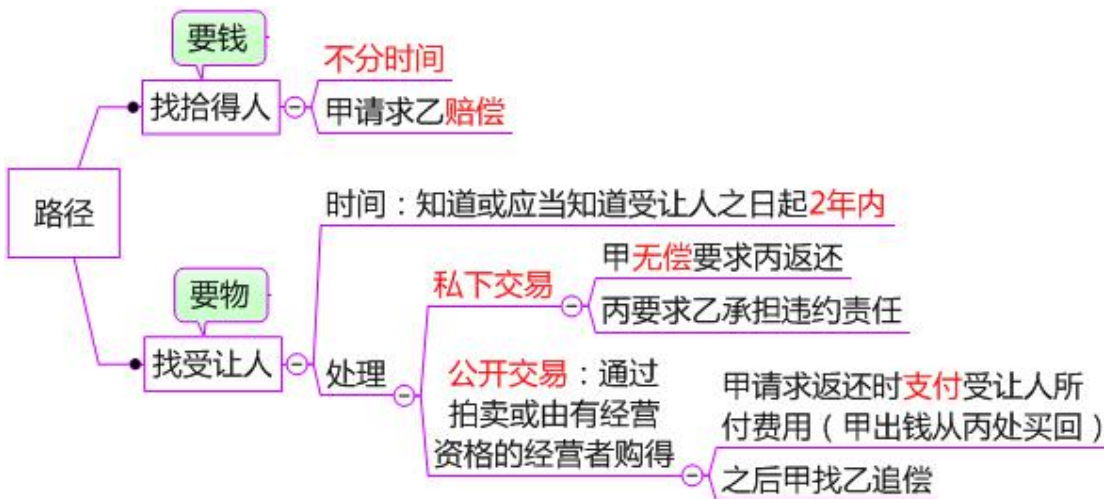 路径
要钱
找拾得人
不分时间
甲请求乙赔偿
要物
找受让人
时间：知道或应当知道受让人之日起2年内
处理
私下交易
甲无偿要求丙返还
丙要求乙承担违约责任
公开交易：通过
拍卖或由有经营
资格的经营者购得
甲请求返还时支付受让人所
付费用（甲出钱从丙处买回）
之后甲找乙追偿